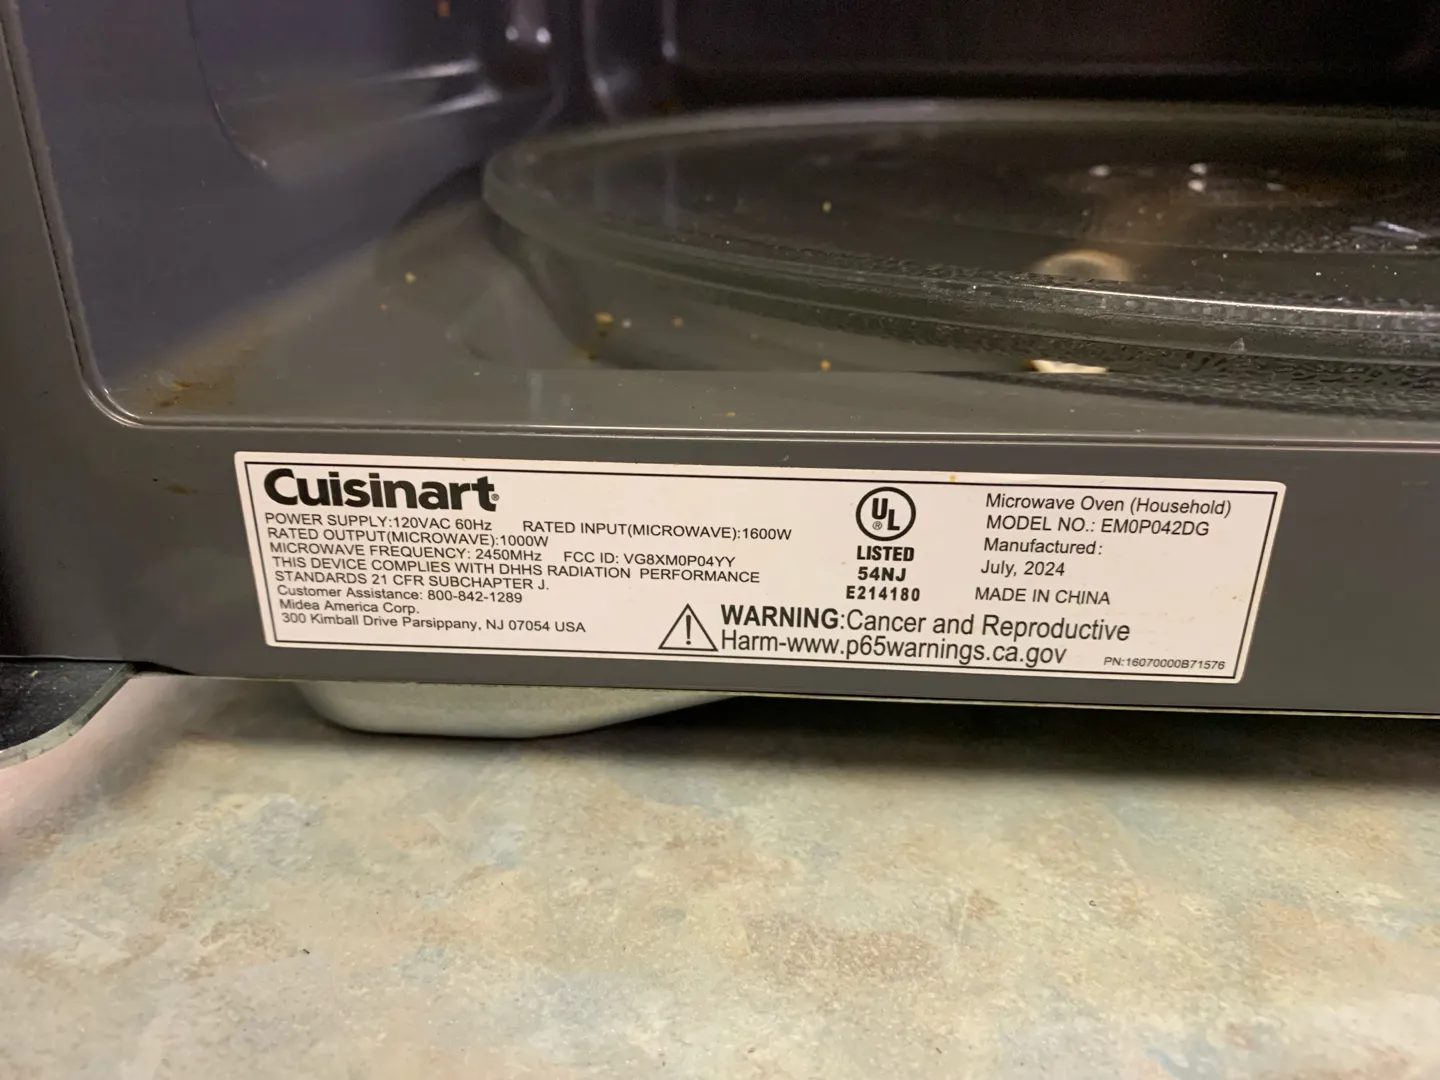 Cuisinart®
POWER SUPPLY:120VAC 60Hz RATED INPUT(MICROWAVE):1600W
RATED OUTPUT(MICROWAVE):1000W
MICROWAVE FREQUENCY: 2450MHz FCC ID: VG8XM0P04YY
THIS DEVICE COMPLIES WITH DHHS RADIATION PERFORMANCE
STANDARDS 21 CFR SUBCHAPTER J.
Customer Assistance: 800-842-1289
Midea America Corp.
300 Kimball Drive Parsippany, NJ 07054 USA
UL ®
LISTED
54NJ
E214180
Microwave Oven (Household)
MODEL NO.: EM0P042DG
Manufactured:
July, 2024
MADE IN CHINA
WARNING:Cancer and Reproductive
Harm-www.p65warnings.ca.gov
PN:16070000B71576